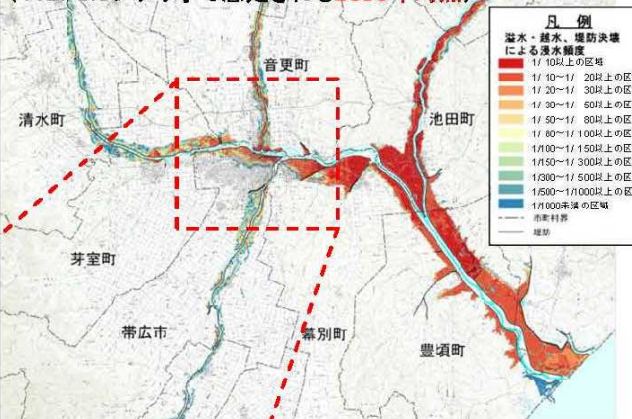 音更町
清水町
池田町
芽室町
帯広市
幕別町
豊頃町
凡 例
溢水・越水、堤防決壊
による浸水頻度
1/ 10以上の区域
1/ 10~1/ 20以上の区
1/ 20~1/ 30以上の区
1/ 30~1/ 50以上の区
1/ 50~1/ 80以上の区
1/ 80~1/ 100以上の区
1/100~1/ 150以上の区
1/150~1/ 300以上の区
1/300~1/ 500以上の区
1/500~1/1000以上の区
1/1000未満の区域
市町村界
堤防